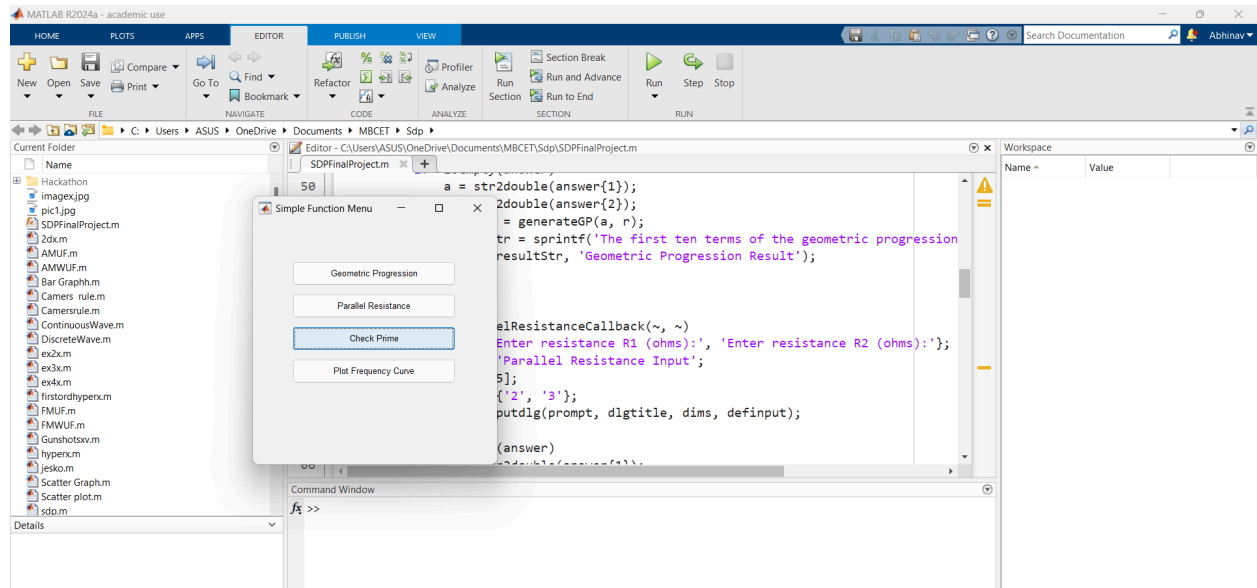 MATLAB R2024a - academic use
HOME PLOTS APPS EDITOR PUBLISH VIEW
Search Documentation
Abhinav
New Open Save
Compare
Print
FILE
Go To
Find
Bookmark
NAVIGATE
Refactor
CODE
Profiler
Analyze
ANALYZE
Run Section
Section Break
Run and Advance
Run to End
SECTION
Run Step Stop
RUN
C: Users ASUS OneDrive Documents MBCET Sdp
Current Folder
Name
Hackathon
imagex.jpg
pic1.jpg
SDPFinalProject.m
2dx.m
AMUF.m
AMWUF.m
Bar Graphh.m
Camers rule.m
Camersrule.m
ContinuousWave.m
DiscreteWave.m
ex2x.m
ex3x.m
ex4x.m
firstordhyperx.m
FMUF.m
FMWUF.m
Gunshotsxv.m
hyperx.m
jesko.m
Scatter Graph.m
Scatter plot.m
sdp.m
Details
Editor - C:\Users\ASUS\OneDrive\Documents\MBCET\Sdp\SDPFinalProject.m
SDPFinalProject.m
50 a = str2double(answer{1});
2double(answer{2});
= generateGP(a, r);
tr = sprintf('The first ten terms of the geometric progression
resultStr, 'Geometric Progression Result');
elResistanceCallback(~, ~)
Enter resistance R1 (ohms):', 'Enter resistance R2 (ohms):'};
'Parallel Resistance Input';
5];
{'2', '3'};
putdlg(prompt, dlgtitle, dims, definput);
(answer)
Simple Function Menu
Geometric Progression
Parallel Resistance
Check Prime
Plot Frequency Curve
Command Window
fx >>
Workspace
Name Value